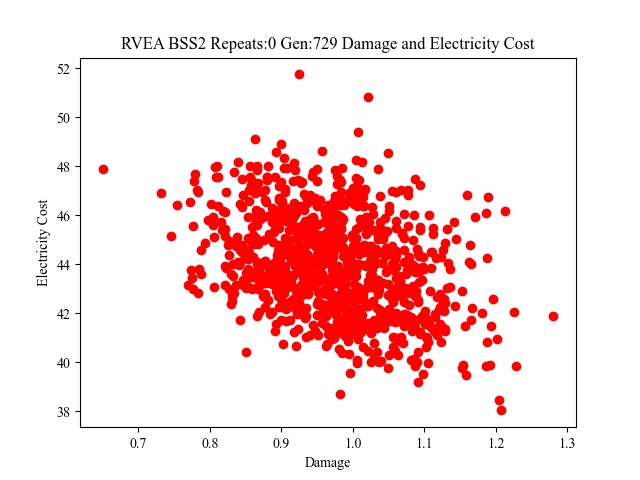 RVEA BSS2 Repeats:0 Gen:729 Damage and Electricity Cost
52
50
48
46
44
42
40
38
Electricity Cost
0.7 0.8 0.9 1.0 1.1 1.2 1.3
Damage